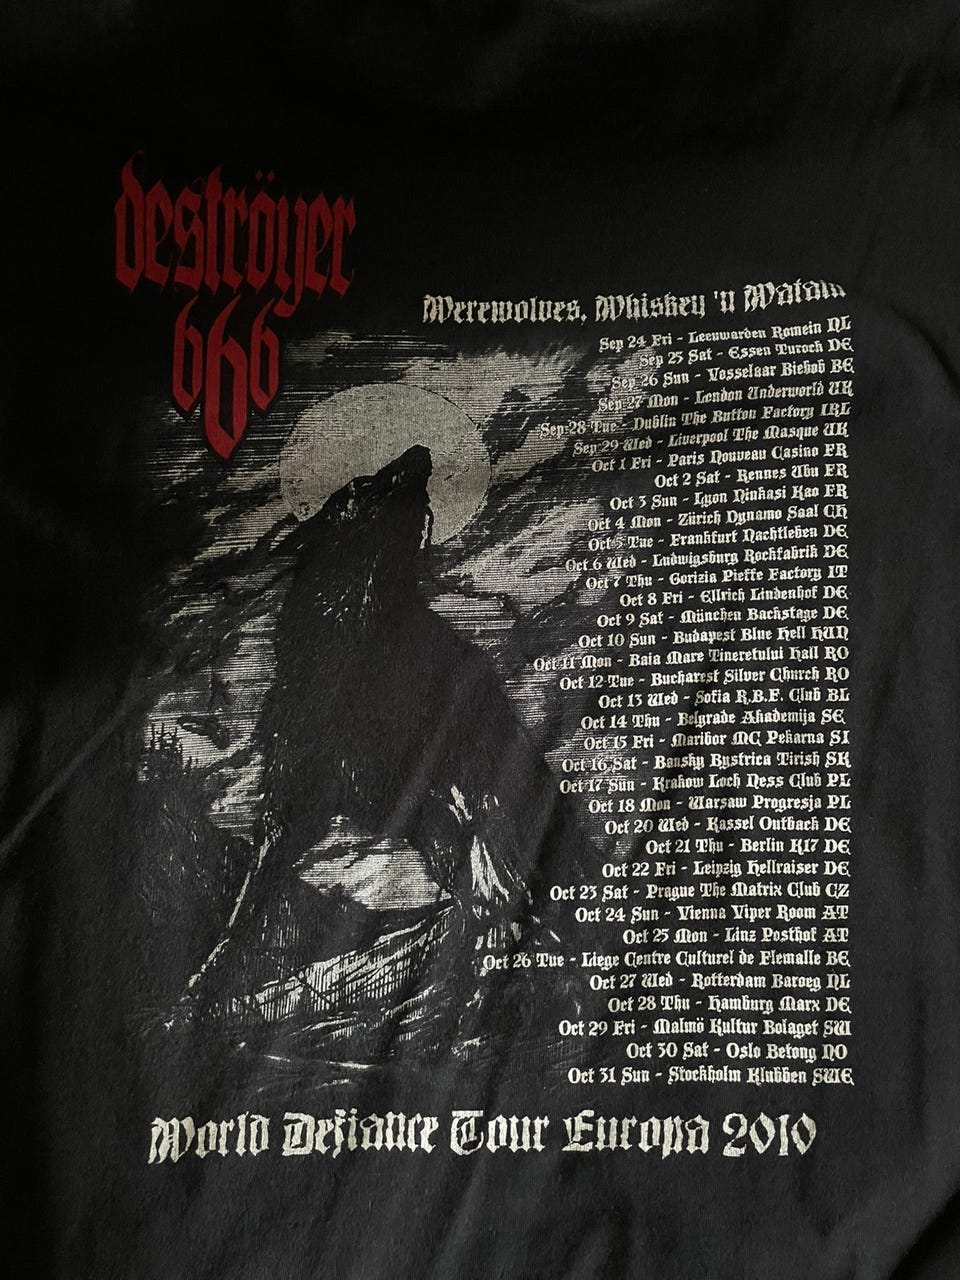 deströyer
666
Werewolves, Whiskey 'n Watain
Sep 24 Fri - Leeuwarden Romein NL
Sep 25 Sat - Essen Turock DE
Sep 26 Sun - Vosselaar Biebob BE
Sep 27 Mon - London Underworld UK
Sep 28 Tue - Dublin The Button Factory IRL
Sep 29 Wed - Liverpool The Masque UK
Oct 1 Fri - Paris Nouveau Casino FR
Oct 2 Sat - Rennes Ubu FR
Oct 3 Sun - Lyon Ninkasi Kao FR
Oct 4 Mon - Zürich Dynamo Saal CH
Oct 5 Tue - Frankfurt Nachtleben DE
Oct 6 Wed - Ludwigsburg Rockfabrik DE
Oct 7 Thu - Gorizia Pieffe Factory IT
Oct 8 Fri - Ellrich Lindenhof DE
Oct 9 Sat - München Backstage DE
Oct 10 Sun - Budapest Blue Hell HUN
Oct 11 Mon - Baia Mare Tineretului Hall RO
Oct 12 Tue - Bucharest Silver Church RO
Oct 13 Wed - Sofia R.B.F. Club BL
Oct 14 Thu - Belgrade Akademija SE
Oct 15 Fri - Maribor MC Pekarna SI
Oct 16 Sat - Bansky Bystrica Tirish SK
Oct 17 Sun - Krakow Loch Ness Club PL
Oct 18 Mon - Warsaw Progresja PL
Oct 20 Wed - Kassel Outback DE
Oct 21 Thu - Berlin K17 DE
Oct 22 Fri - Leipzig Hellraiser DE
Oct 23 Sat - Prague The Matrix Club CZ
Oct 24 Sun - Vienna Viper Room AT
Oct 25 Mon - Linz Posthof AT
Oct 26 Tue - Liege Centre Culturel de Flemalle BE
Oct 27 Wed - Rotterdam Baroeg NL
Oct 28 Thu - Hamburg Marx DE
Oct 29 Fri - Malmö Kultur Bolaget SW
Oct 30 Sat - Oslo Betong NO
Oct 31 Sun - Stockholm Klubben SWE
World Defiance Tour Europa 2010